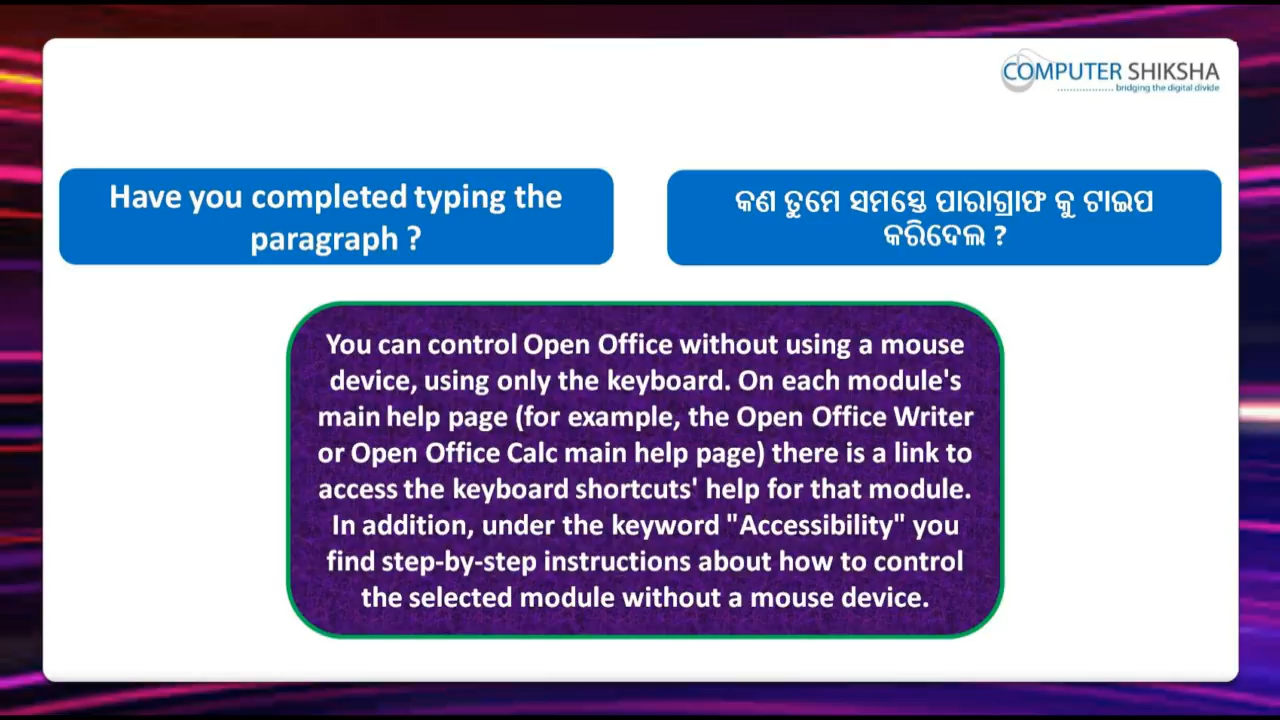 COMPUTER SHIKSHA
bridging the digital divide
Have you completed typing the
paragraph ?
କଣ ତୁମେ ସମସ୍ତେ ପାରାଗ୍ରାଫ କୁ ଟାଇପ
କରିଦେଲ ?
You can control Open Office without using a mouse
device, using only the keyboard. On each module's
main help page (for example, the Open Office Writer
or Open Office Calc main help page) there is a link to
access the keyboard shortcuts' help for that module.
In addition, under the keyword "Accessibility" you
find step-by-step instructions about how to control
the selected module without a mouse device.